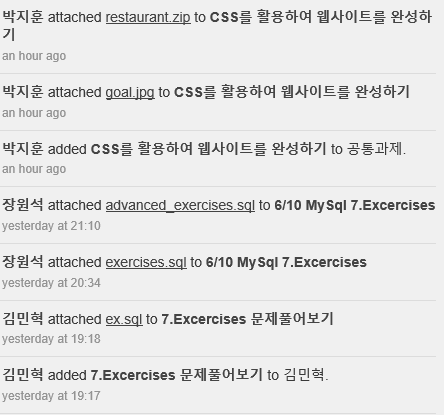 박지훈 attached restaurant.zip to CSS를 활용하여 웹사이트를 완성하
기
an hour ago
박지훈 attached goal.jpg to CSS를 활용하여 웹사이트를 완성하기
an hour ago
박지훈 added CSS를 활용하여 웹사이트를 완성하기 to 공통과제.
an hour ago
장원석 attached advanced_exercises.sql to 6/10 MySql 7.Excercises
yesterday at 21:10
장원석 attached exercises.sql to 6/10 MySql 7.Excercises
yesterday at 20:34
김민혁 attached ex.sql to 7.Excercises 문제풀어보기
yesterday at 19:18
김민혁 added 7.Excercises 문제풀어보기 to 김민혁.
yesterday at 19:17